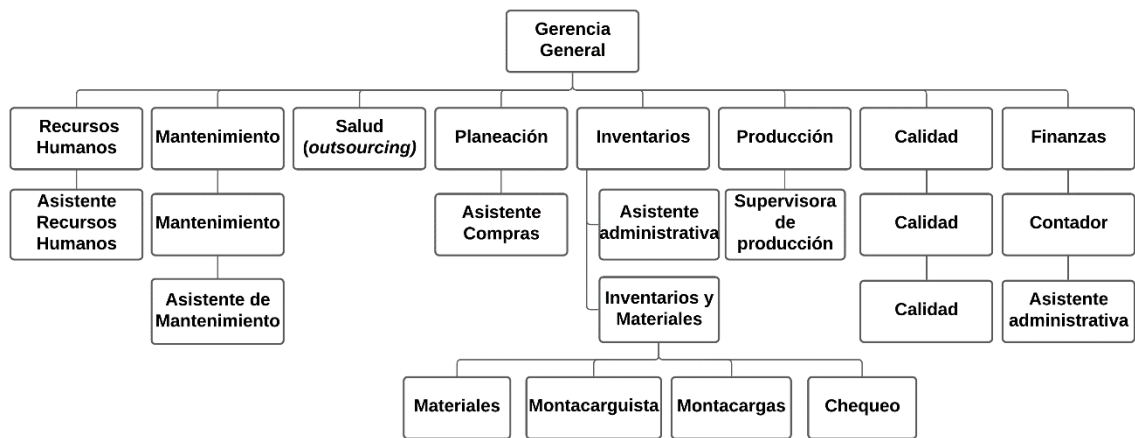 Gerencia
General
Recursos
Humanos
Mantenimiento
Salud
(outsourcing)
Planeación
Inventarios
Producción
Calidad
Finanzas
Asistente
Recursos
Humanos
Mantenimiento
Asistente
Compras
Asistente
administrativa
Supervisora
de
producción
Calidad
Contador
Asistente de
Mantenimiento
Inventarios y
Materiales
Calidad
Asistente
administrativa
Materiales
Montacarguista
Montacargas
Chequeo